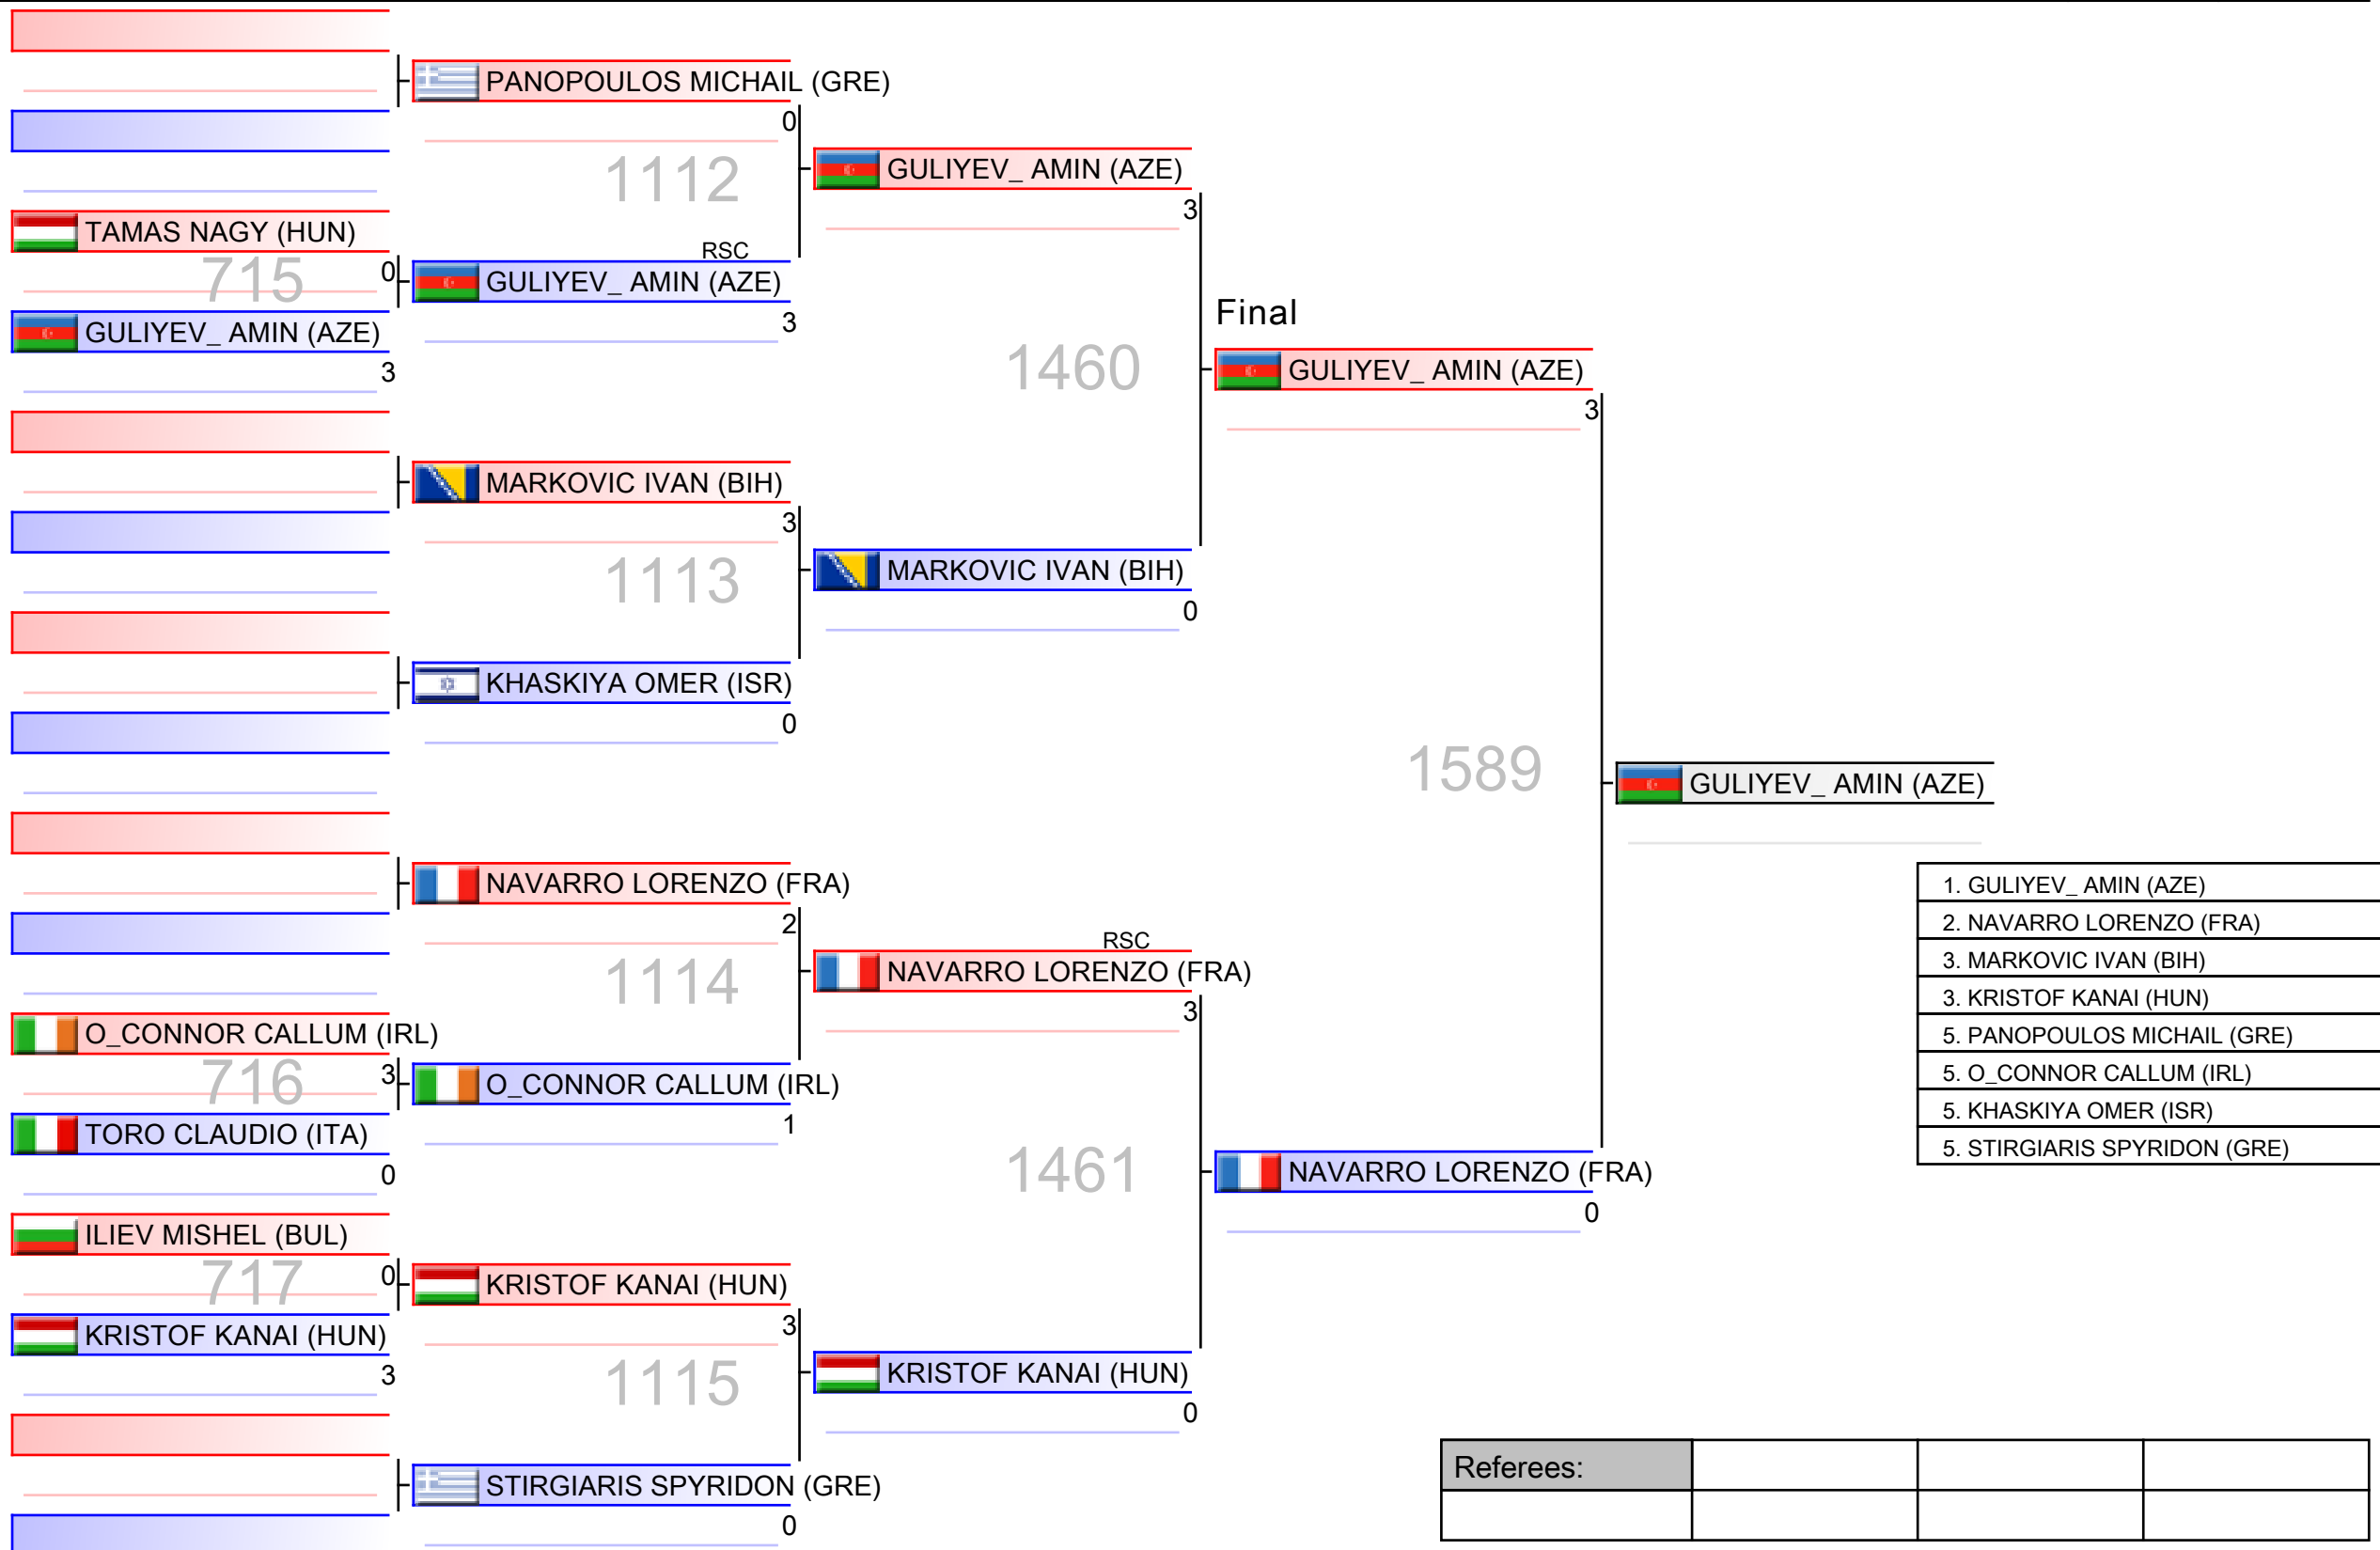 PANOPOULOS MICHAIL (GRE)
0
1112
GULIYEV_ AMIN (AZE)
3
TAMAS NAGY (HUN)
0
715
RSC
GULIYEV_ AMIN (AZE)
3
GULIYEV_ AMIN (AZE)
3
Final
1460
GULIYEV_ AMIN (AZE)
3
MARKOVIC IVAN (BIH)
3
1113
MARKOVIC IVAN (BIH)
0
KHASKIYA OMER (ISR)
0
1589
GULIYEV_ AMIN (AZE)
NAVARRO LORENZO (FRA)
2
1114
RSC
NAVARRO LORENZO (FRA)
3
O_CONNOR CALLUM (IRL)
3
716
O_CONNOR CALLUM (IRL)
1
TORO CLAUDIO (ITA)
0
1461
NAVARRO LORENZO (FRA)
0
ILIEV MISHEL (BUL)
0
717
KRISTOF KANAI (HUN)
3
KRISTOF KANAI (HUN)
3
1115
KRISTOF KANAI (HUN)
0
STIRGIARIS SPYRIDON (GRE)
0
1. GULIYEV_ AMIN (AZE)
2. NAVARRO LORENZO (FRA)
3. MARKOVIC IVAN (BIH)
3. KRISTOF KANAI (HUN)
5. PANOPOULOS MICHAIL (GRE)
5. O_CONNOR CALLUM (IRL)
5. KHASKIYA OMER (ISR)
5. STIRGIARIS SPYRIDON (GRE)
Referees: